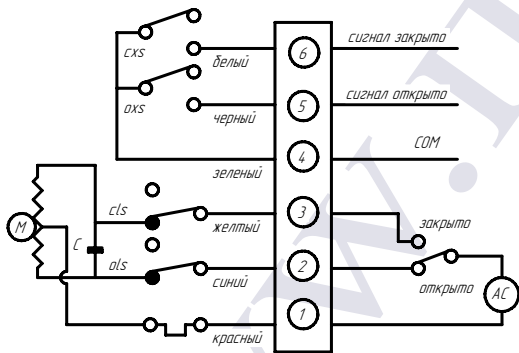 cxs
белый
6
сигнал закрыто
oxs
черный
5
сигнал открыто
зеленый
4
COM
cls
желтый
3
закрыто
M
C
ols
синий
2
открыто
AC
красный
1